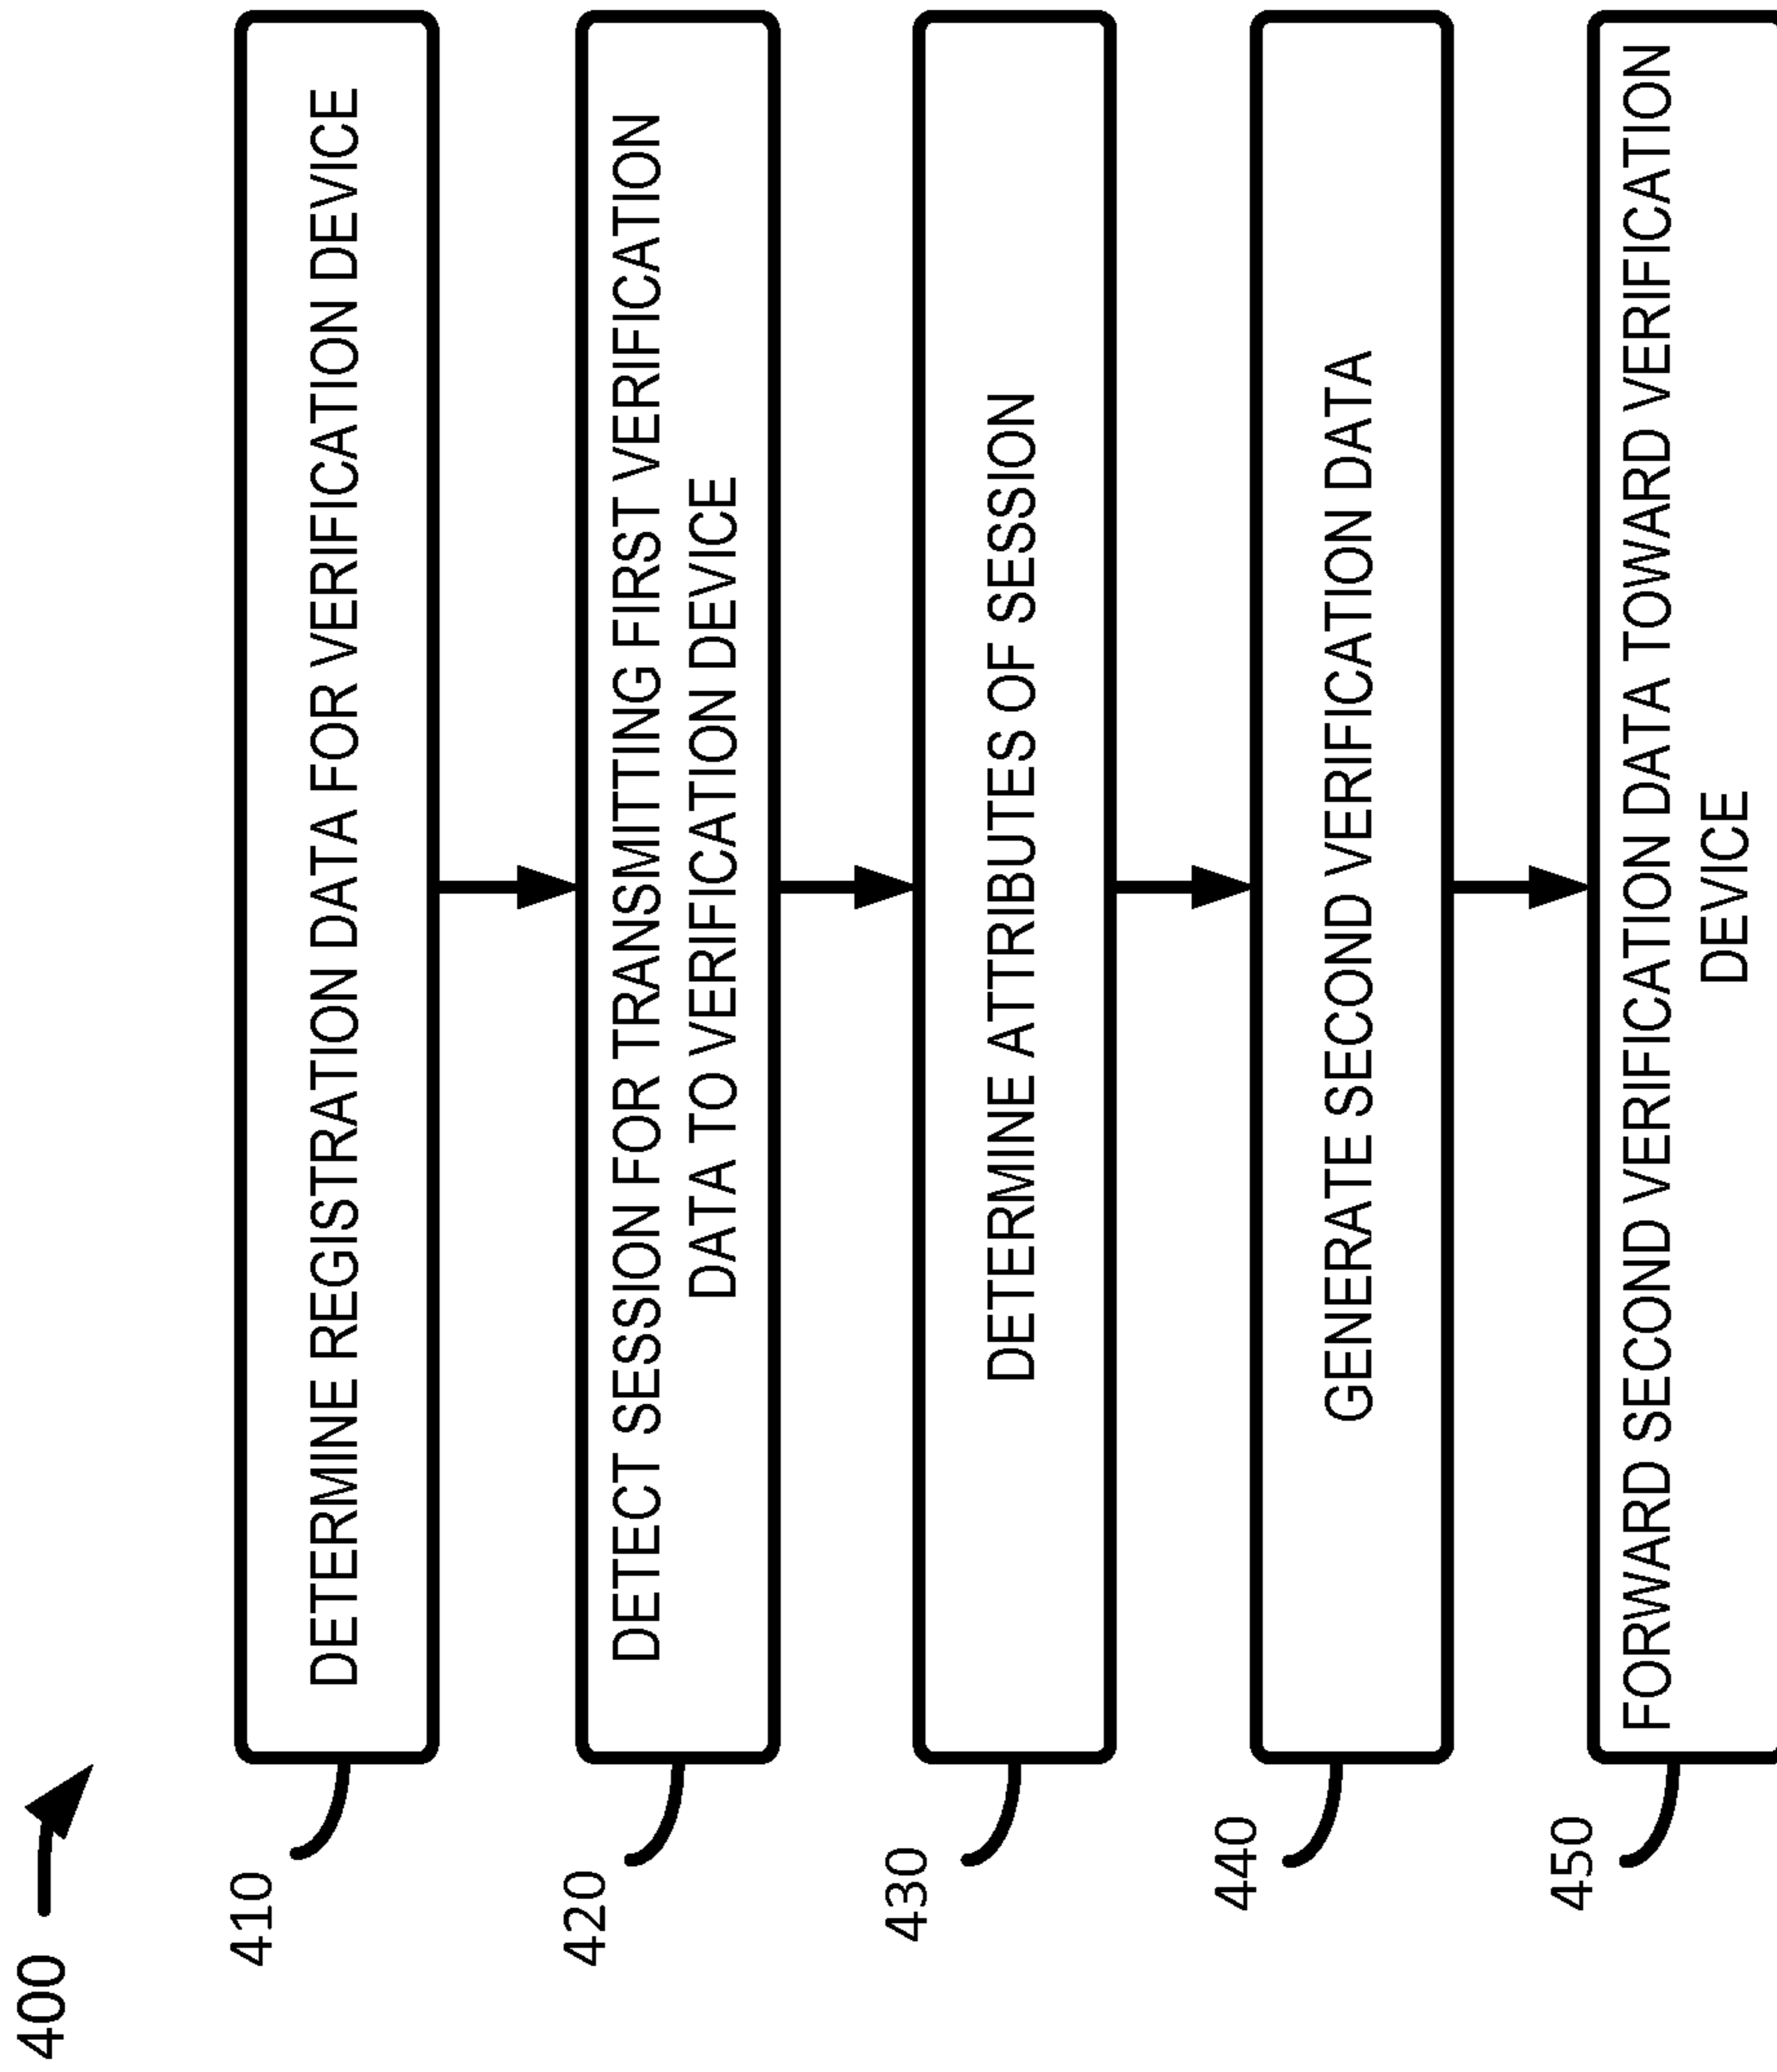 400
410
DETERMINE REGISTRATION DATA FOR VERIFICATION DEVICE
420
DETECT SESSION FOR TRANSMITTING FIRST VERIFICATION
DATA TO VERIFICATION DEVICE
430
DETERMINE ATTRIBUTES OF SESSION
440
GENERATE SECOND VERIFICATION DATA
450
FORWARD SECOND VERIFICATION DATA TOWARD VERIFICATION
DEVICE